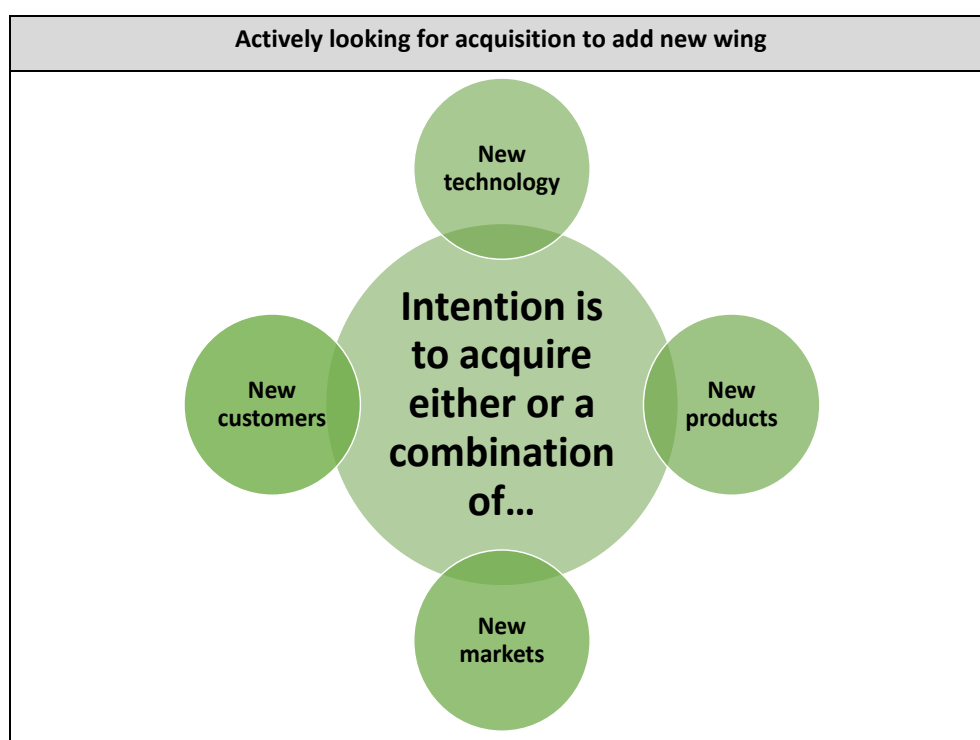 Actively looking for acquisition to add new wing
New
technology
Intention is
to acquire
either or a
combination
of…
New
customers
New
products
New
markets